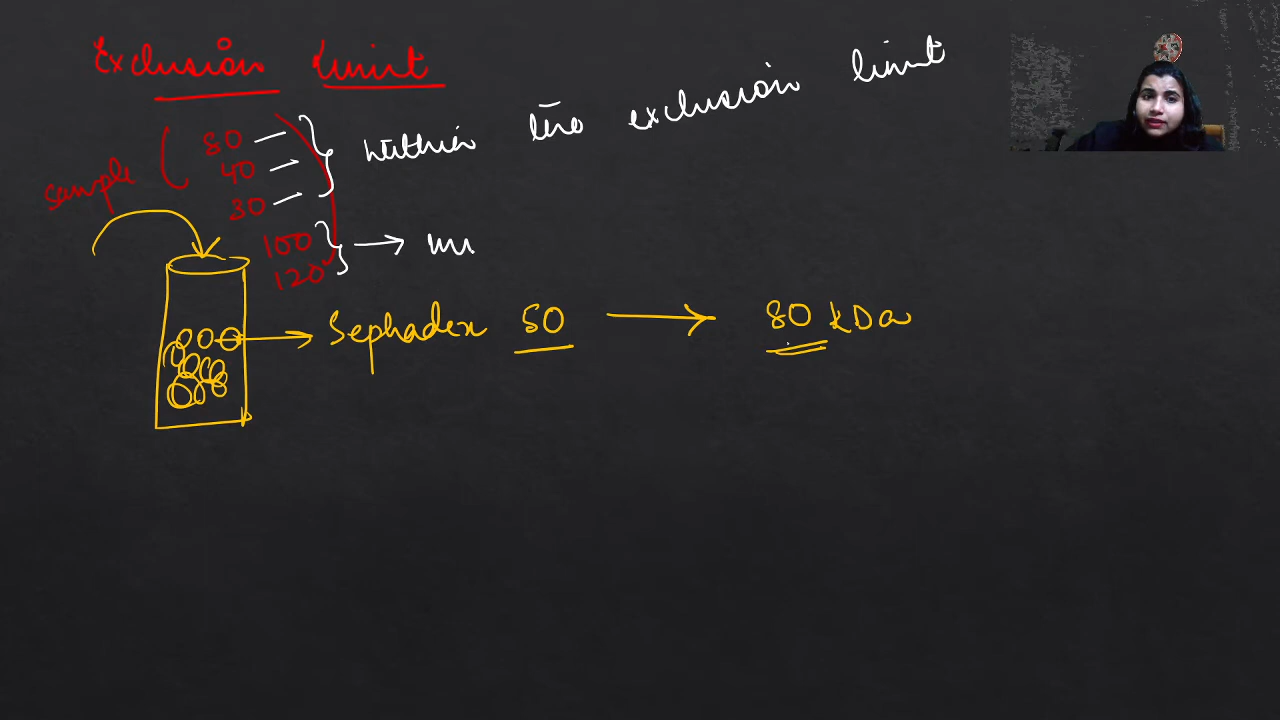 Exclusion limit
sample
80
40
30
within the exclusion limit
100
120
Sephadex 50
80 kDa